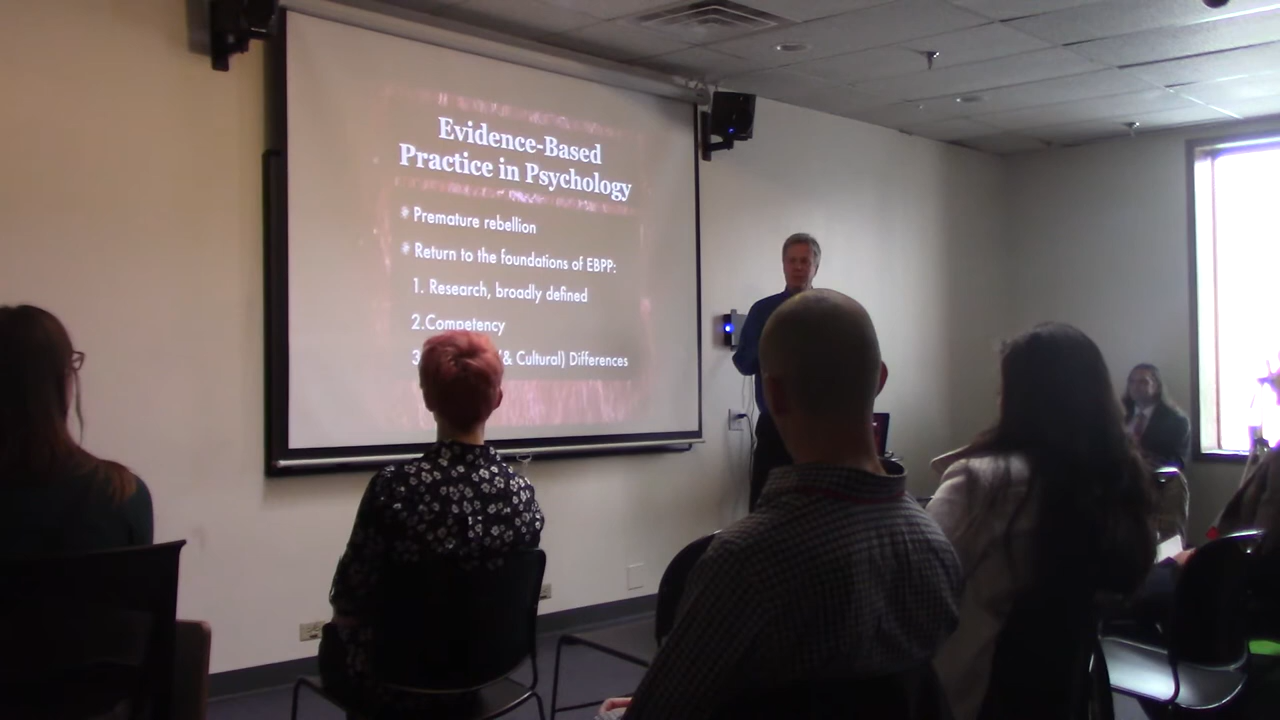 Evidence-Based
Practice in Psychology
Premature rebellion
Return to the foundations of EBPP:
1. Research, broadly defined
2.Competency
3 & Cultural) Differences